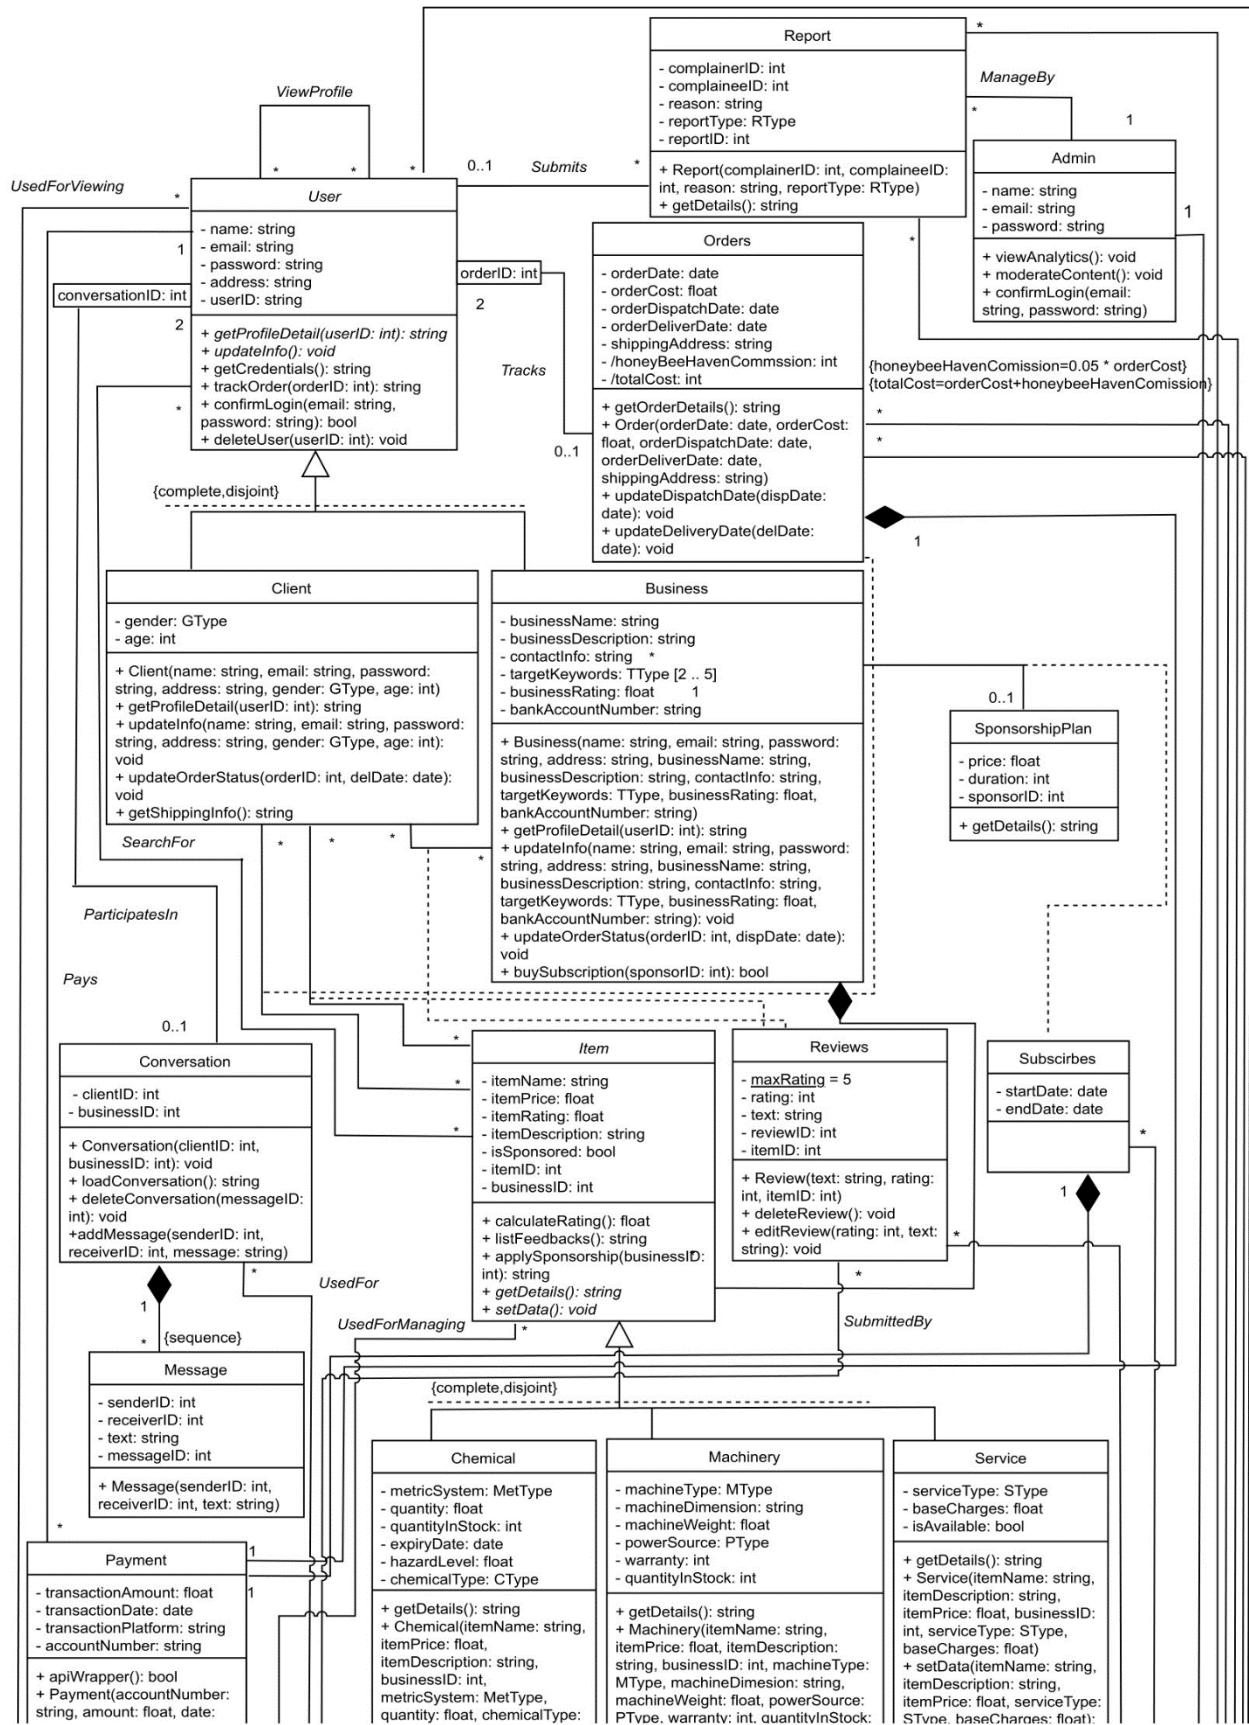 ViewProfile
UsedForViewing
*
*
*
*
User
- name: string
- email: string
- password: string
- address: string
- userID: string
+ getProfileDetail(userID: int): string
+ updateInfo(): void
+ getCredentials(): string
+ trackOrder(orderID: int): string
+ confirmLogin(email: string,
password: string): bool
+ deleteUser(userID: int): void
1
conversationID: int
2
*
orderID: int
2
0..1
Submits
*
Tracks
0..1
Report
- complainerID: int
- complaineeID: int
- reason: string
- reportType: RType
- reportID: int
+ Report(complainerID: int, complaineeID:
int, reason: string, reportType: RType)
+ getDetails(): string
*
ManageBy
*
1
*
Admin
- name: string
- email: string
- password: string
+ viewAnalytics(): void
+ moderateContent(): void
+ confirmLogin(email:
string, password: string)
1
Orders
- orderDate: date
- orderCost: float
- orderDispatchDate: date
- orderDeliverDate: date
- shippingAddress: string
- /honeyBeeHavenCommssion: int
- /totalCost: int
+ getOrderDetails(): string
+ Order(orderDate: date, orderCost:
float, orderDispatchDate: date,
orderDeliverDate: date,
shippingAddress: string)
+ updateDispatchDate(dispDate:
date): void
+ updateDeliveryDate(delDate:
date): void
{honeybeeHavenComission=0.05 * orderCost}
{totalCost=orderCost+honeybeeHavenComission}
*
*
1
{complete,disjoint}
Client
- gender: GType
- age: int
+ Client(name: string, email: string, password:
string, address: string, gender: GType, age: int)
+ getProfileDetail(userID: int): string
+ updateInfo(name: string, email: string, password:
string, address: string, gender: GType, age: int):
void
+ updateOrderStatus(orderID: int, delDate: date):
void
+ getShippingInfo(): string
*
*
*
*
Business
- businessName: string
- businessDescription: string
- contactInfo: string
*
- targetKeywords: TType [2 .. 5]
- businessRating: float
1
- bankAccountNumber: string
+ Business(name: string, email: string, password:
string, address: string, businessName: string,
businessDescription: string, contactInfo: string,
targetKeywords: TType, businessRating: float,
bankAccountNumber: string)
+ getProfileDetail(userID: int): string
+ updateInfo(name: string, email: string, password:
string, address: string, businessName: string,
businessDescription: string, contactInfo: string,
targetKeywords: TType, businessRating: float,
bankAccountNumber: string): void
+ updateOrderStatus(orderID: int, dispDate: date):
void
+ buySubscription(sponsorID: int): bool
0..1
SponsorshipPlan
- price: float
- duration: int
- sponsorID: int
+ getDetails(): string
SearchFor
ParticipatesIn
Pays
0..1
Conversation
- clientID: int
- businessID: int
+ Conversation(clientID: int,
businessID: int): void
+ loadConversation(): string
+ deleteConversation(messageID:
int): void
+addMessage(senderID: int,
receiverID: int, message: string)
*
1
*
{sequence}
UsedFor
*
*
*
Item
- itemName: string
- itemPrice: float
- itemRating: float
- itemDescription: string
- isSponsored: bool
- itemID: int
- businessID: int
+ calculateRating(): float
+ listFeedbacks(): string
+ applySponsorship(businessID:
int): string
*
+ getDetails(): string
+ setData(): void
*
UsedForManaging
Reviews
- maxRating = 5
- rating: int
- text: string
- reviewID: int
- itemID: int
+ Review(text: string, rating:
int, itemID: int)
+ deleteReview(): void
+ editReview(rating: int, text:
string): void
*
*
SubmittedBy
Subscirbes
- startDate: date
- endDate: date
*
1
Message
- senderID: int
- receiverID: int
- text: string
- messageID: int
+ Message(senderID: int,
receiverID: int, text: string)
*
{complete,disjoint}
Payment
- transactionAmount: float
- transactionDate: date
- transactionPlatform: string
- accountNumber: string
+ apiWrapper(): bool
+ Payment(accountNumber:
string, amount: float, date:
1
1
Chemical
- metricSystem: MetType
- quantity: float
- quantityInStock: int
- expiryDate: date
- hazardLevel: float
- chemicalType: CType
+ getDetails(): string
+ Chemical(itemName: string,
itemPrice: float,
itemDescription: string,
businessID: int,
metricSystem: MetType,
quantity: float, chemicalType:
Machinery
- machineType: MType
- machineDimension: string
- machineWeight: float
- powerSource: PType
- warranty: int
- quantityInStock: int
+ getDetails(): string
+ Machinery(itemName: string,
itemPrice: float, itemDescription:
string, businessID: int, machineType:
MType, machineDimesion: string,
machineWeight: float, powerSource:
PType, warranty: int, quantityInStock:
Service
- serviceType: SType
- baseCharges: float
- isAvailable: bool
+ getDetails(): string
+ Service(itemName: string,
itemDescription: string,
itemPrice: float, businessID:
int, serviceType: SType,
baseCharges: float)
+ setData(itemName: string,
itemDescription: string,
itemPrice: float, serviceType:
SType, baseCharges: float):